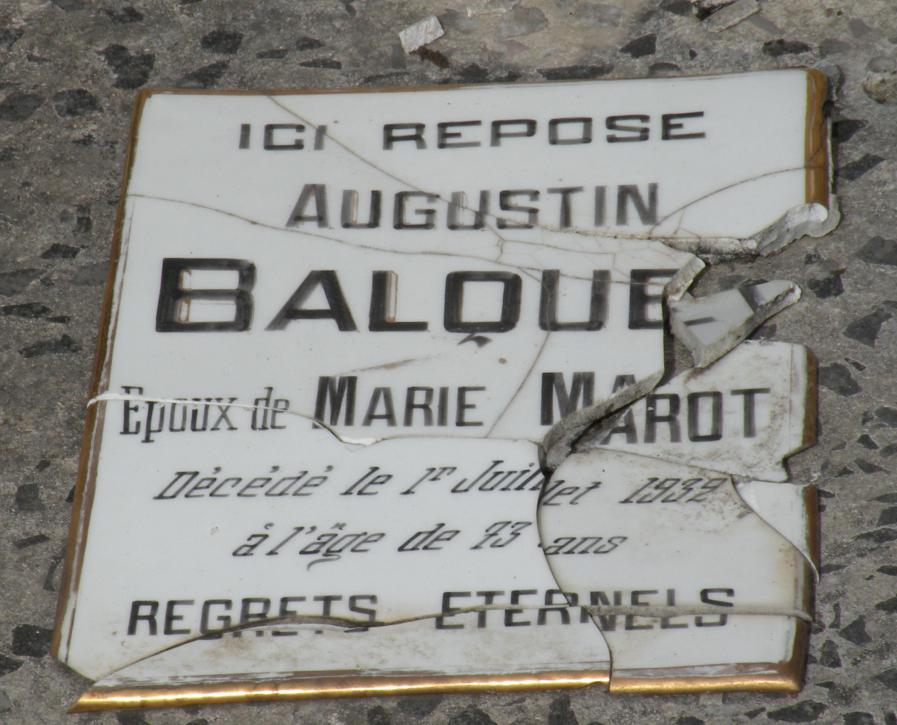 ICI REPOSE
AUGUSTIN
BALQUE
Epoux de MARIE MAROT
Décédé le 1er Juillet 1932
à l'âge de 73 ans
REGRETS ETERNELS